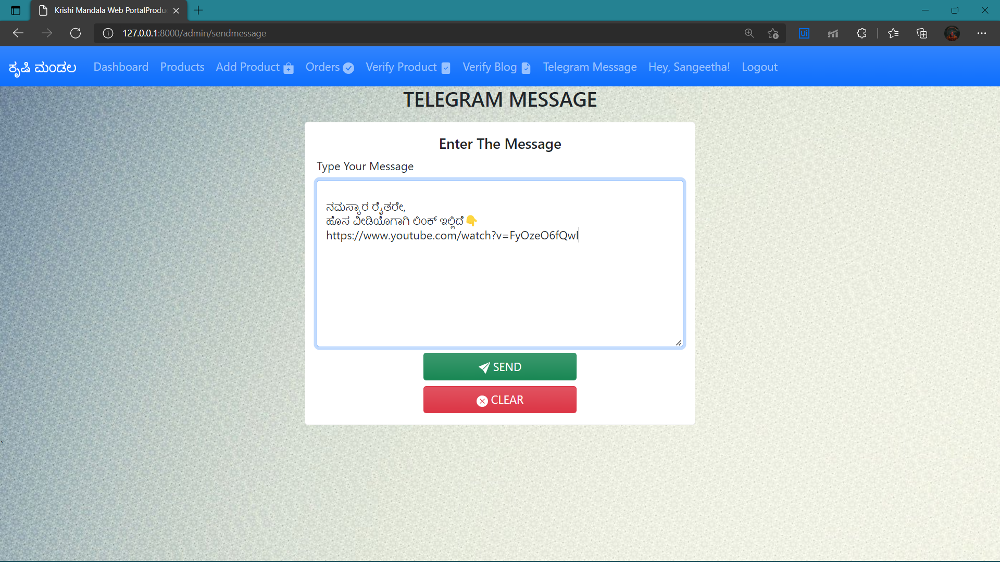 Krishi Mandala Web PortalProdu
127.0.0.1:8000/admin/sendmessage
ಕೃಷಿ ಮಂಡಲ Dashboard Products Add Product Orders Verify Product Verify Blog Telegram Message Hey, Sangeetha! Logout
TELEGRAM MESSAGE
Enter The Message
Type Your Message
ನಮಸ್ಕಾರ ರೈತರೇ,
ಹೊಸ ವೀಡಿಯೊಗಾಗಿ ಲಿಂಕ್ ಇಲ್ಲಿದೆ👇
https://www.youtube.com/watch?v=FyOzeO6fQwI
SEND
CLEAR
`